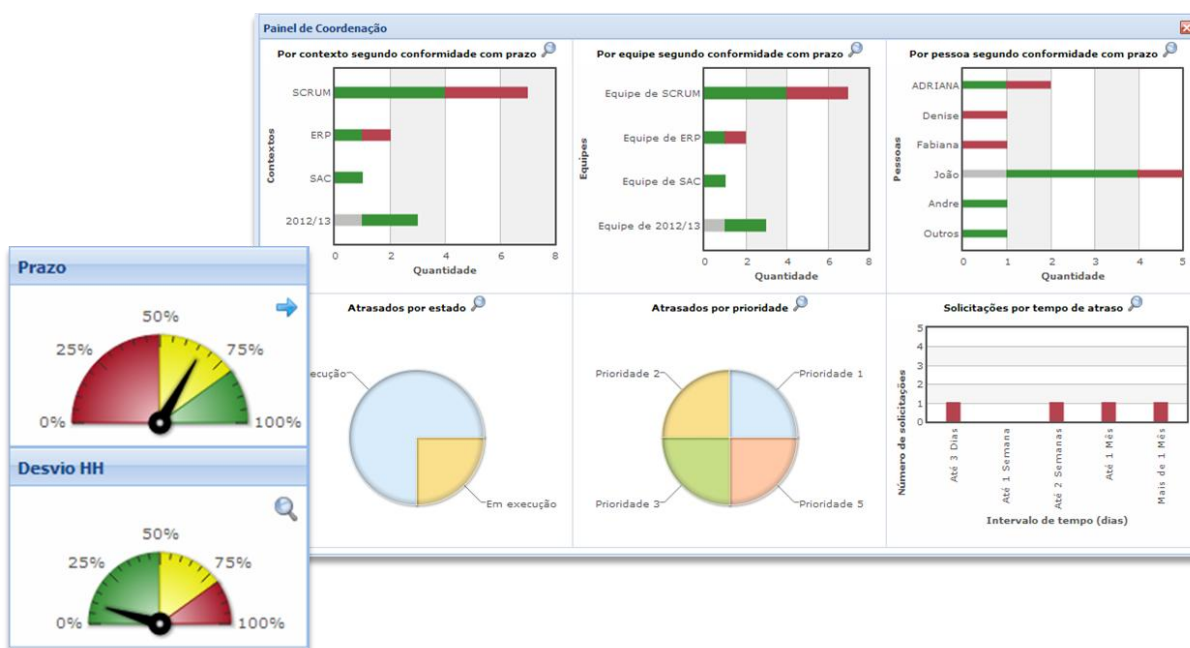 Painel de Coordenação
Por contexto segundo conformidade com prazo
SCRUM
ERP
SAC
2012/13
Contextos
0 2 4 6 8
Quantidade
Por equipe segundo conformidade com prazo
Equipe de SCRUM
Equipe de ERP
Equipe de SAC
Equipe de 2012/13
Equipes
0 2 4 6 8
Quantidade
Por pessoa segundo conformidade com prazo
ADRIANA
Denise
Fabiana
João
Andre
Outros
Pessoas
0 1 2 3 4 5
Quantidade
Prazo
0% 25% 50% 75% 100%
Desvio HH
0% 25% 50% 75% 100%
Atrasados por estado
ecução
Em execução
Atrasados por prioridade
Prioridade 2
Prioridade 1
Prioridade 3
Prioridade 5
Solicitações por tempo de atraso
Número de solicitações
5
4
3
2
1
0
Até 3 Dias
Até 1 Semana
Até 2 Semanas
Até 1 Mês
Mais de 1 Mês
Intervalo de tempo (dias)